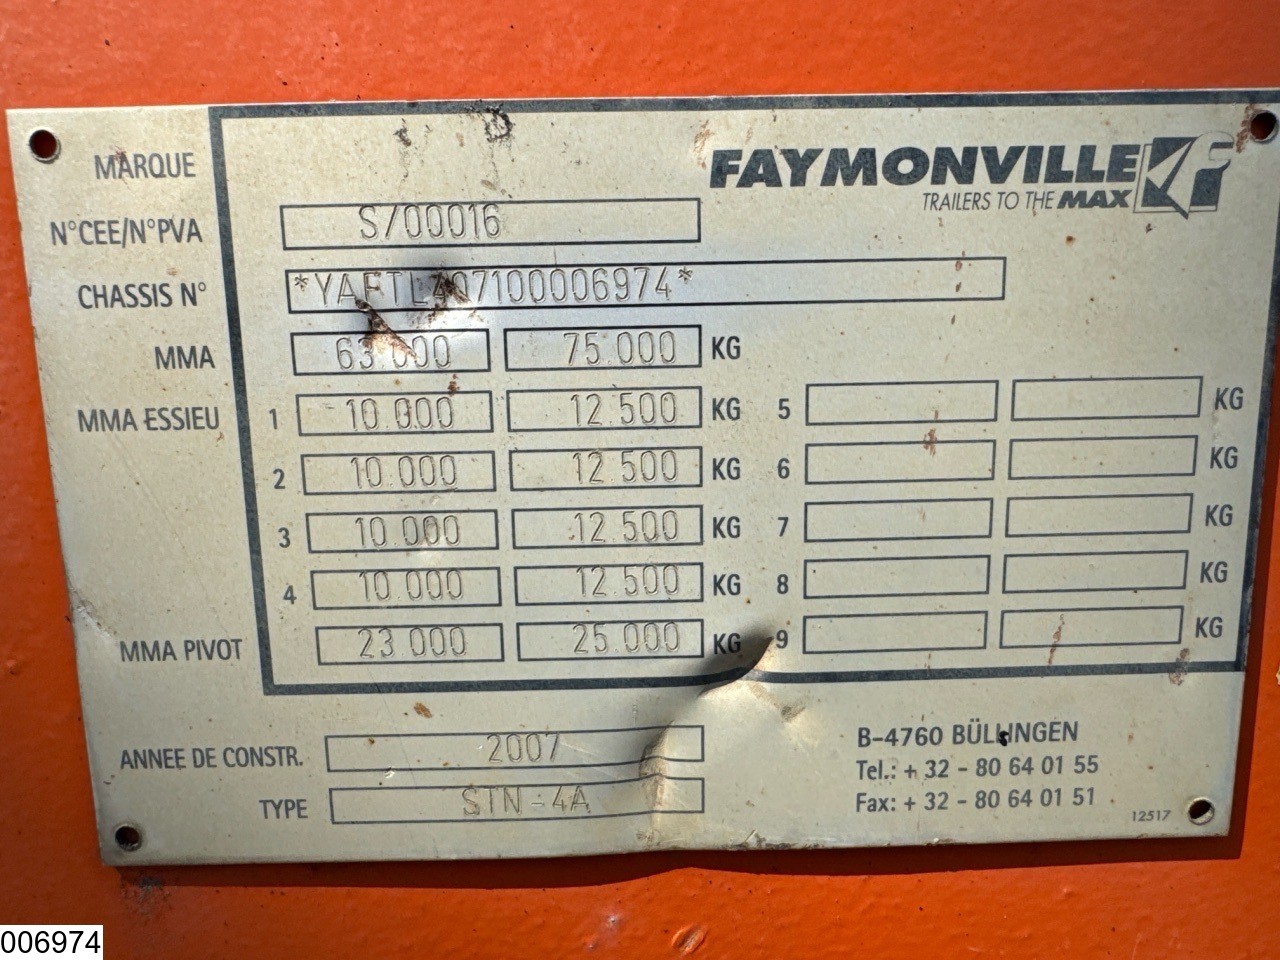 MARQUE
FAYMONVILLE
TRAILERS TO THE MAX
N°CEE/N°PVA S/00016
CHASSIS N°
MMA 63.000 75.000 KG
MMA ESSIEU 1 10.000 12.500 KG 5 KG
2 10.000 12.500 KG 6 KG
3 10.000 12.500 KG 7 KG
4 10.000 12.500 KG 8 KG
MMA PIVOT 23.000 25.000 KG 9 KG
ANNEE DE CONSTR. 2007
TYPE STN-4A
B-4760 BÜLLINGEN
Tel.: + 32 - 80 64 01 55
Fax: + 32 - 80 64 01 51
12517
006974